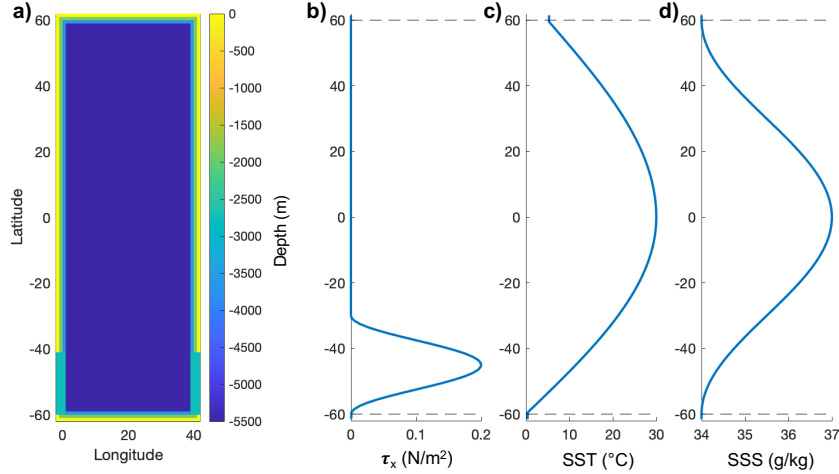 a)
60
40
20
0
-20
-40
-60
Latitude
0 20 40
Longitude
0
-500
-1000
-1500
-2000
-2500
-3000
-3500
-4000
-4500
-5000
-5500
Depth (m)
b)
60
40
20
0
-20
-40
-60
0 0.1 0.2
τx (N/m²)
c)
60
40
20
0
-20
-40
-60
0 10 20 30
SST (°C)
d)
60
40
20
0
-20
-40
-60
34 35 36 37
SSS (g/kg)